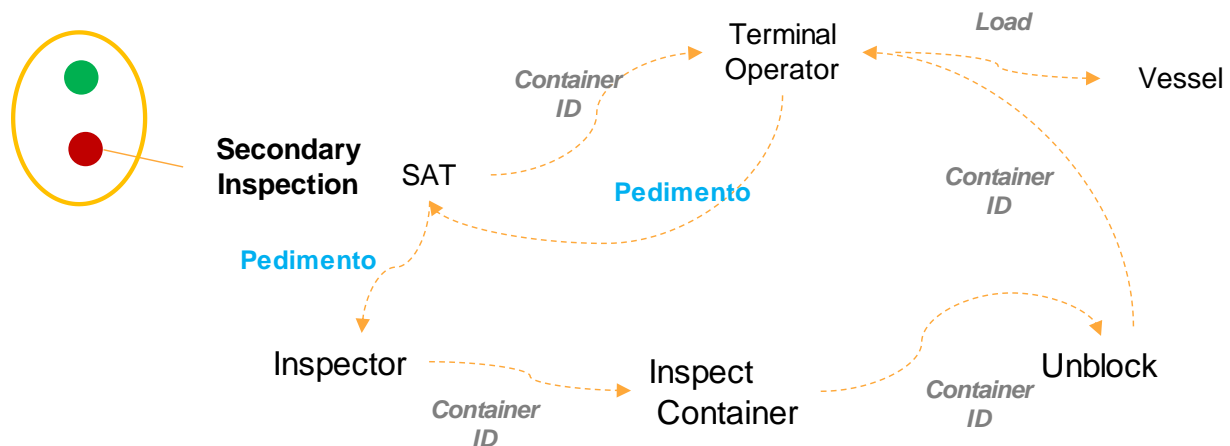 Load
Terminal
Operator
Vessel
Container
ID
Secondary
Inspection
SAT
Container
ID
Pedimento
Pedimento
Inspector
Inspect
Container
Unblock
Container
ID
Container
ID